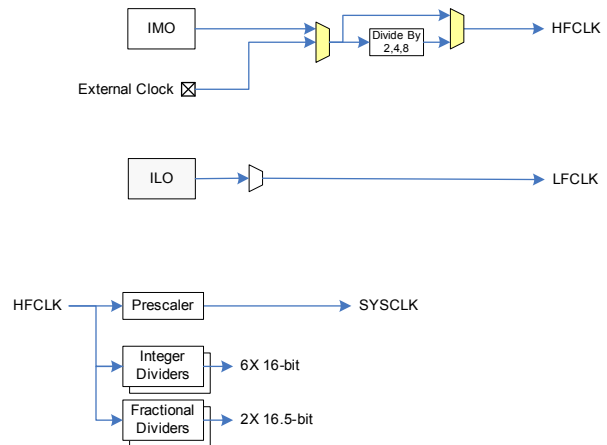 IMO
Divide By
2,4,8
HFCLK
External Clock
ILO
LFCLK
HFCLK
Prescaler
SYSCLK
Integer
Dividers
6X 16-bit
Fractional
Dividers
2X 16.5-bit